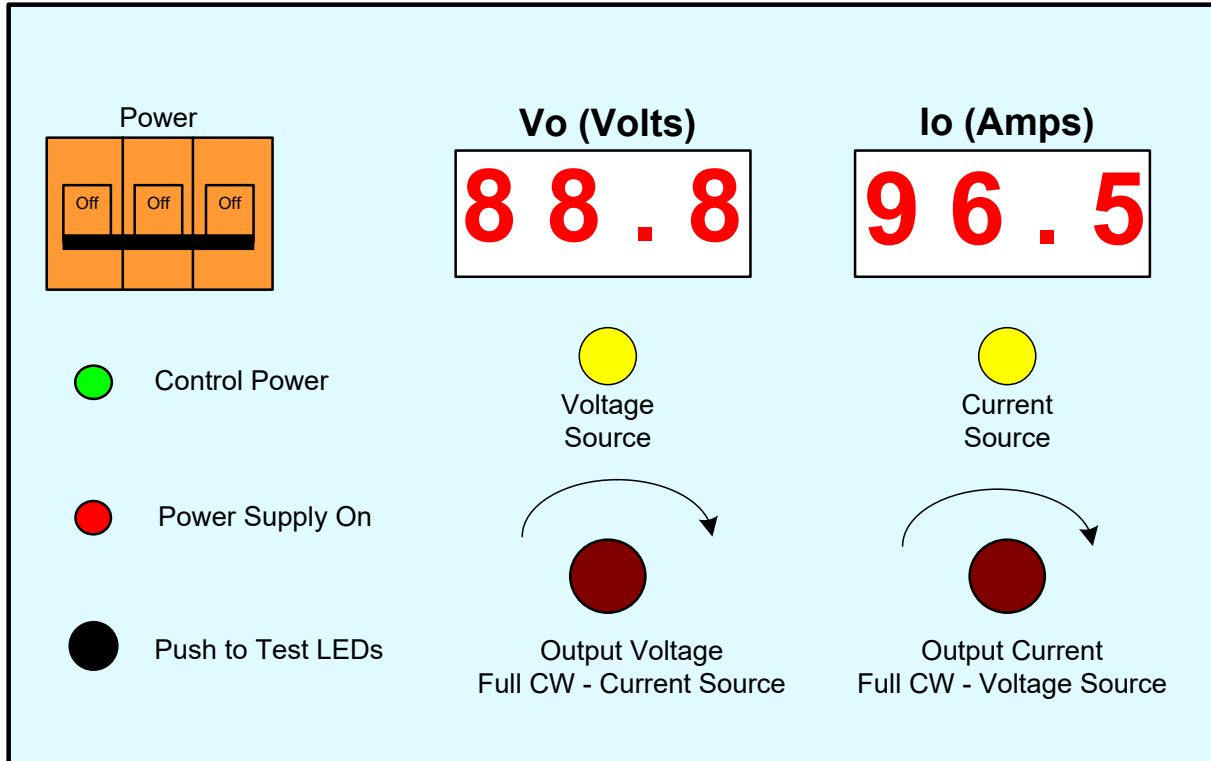 Power
Off Off Off
Vo (Volts)
88.8
Io (Amps)
96.5
Control Power
Power Supply On
Push to Test LEDs
Voltage
Source
Current
Source
Output Voltage
Full CW - Current Source
Output Current
Full CW - Voltage Source